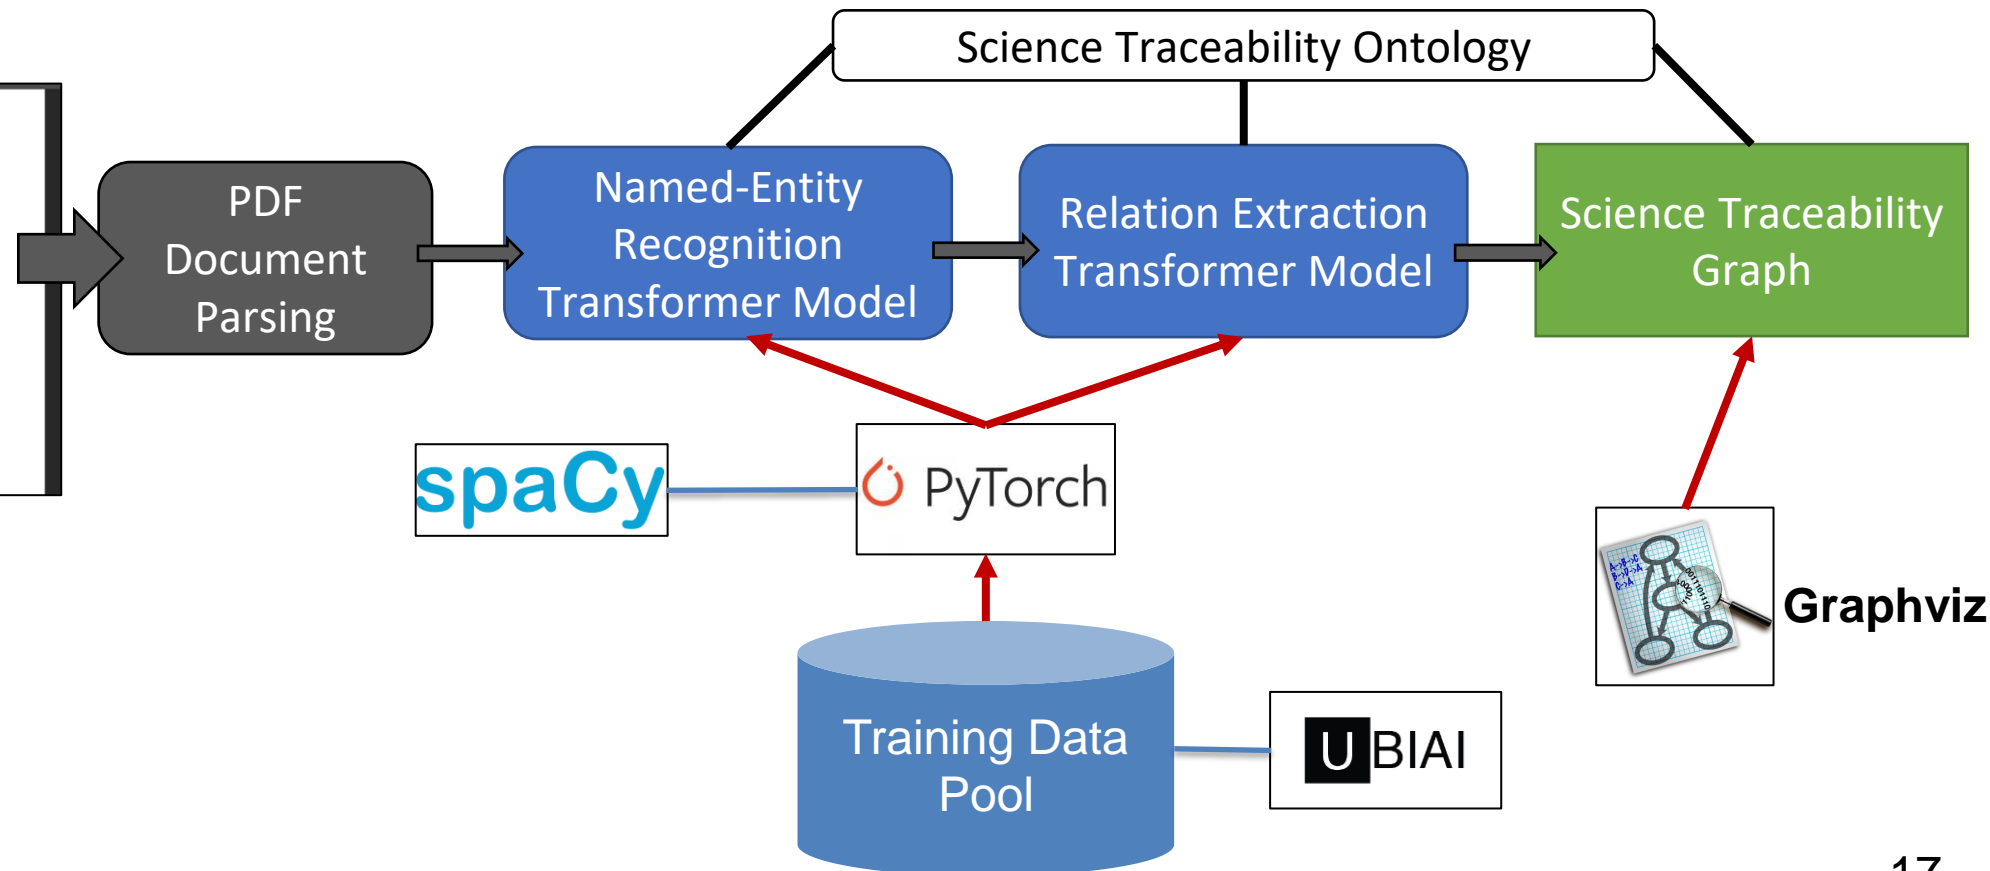 Science Traceability Ontology
PDF
Document
Parsing
Named-Entity
Recognition
Transformer Model
Relation Extraction
Transformer Model
Science Traceability
Graph
spaCy
PyTorch
A->B->C
B->D->A
C->A
Graphviz
Training Data
Pool
UBIAI
17